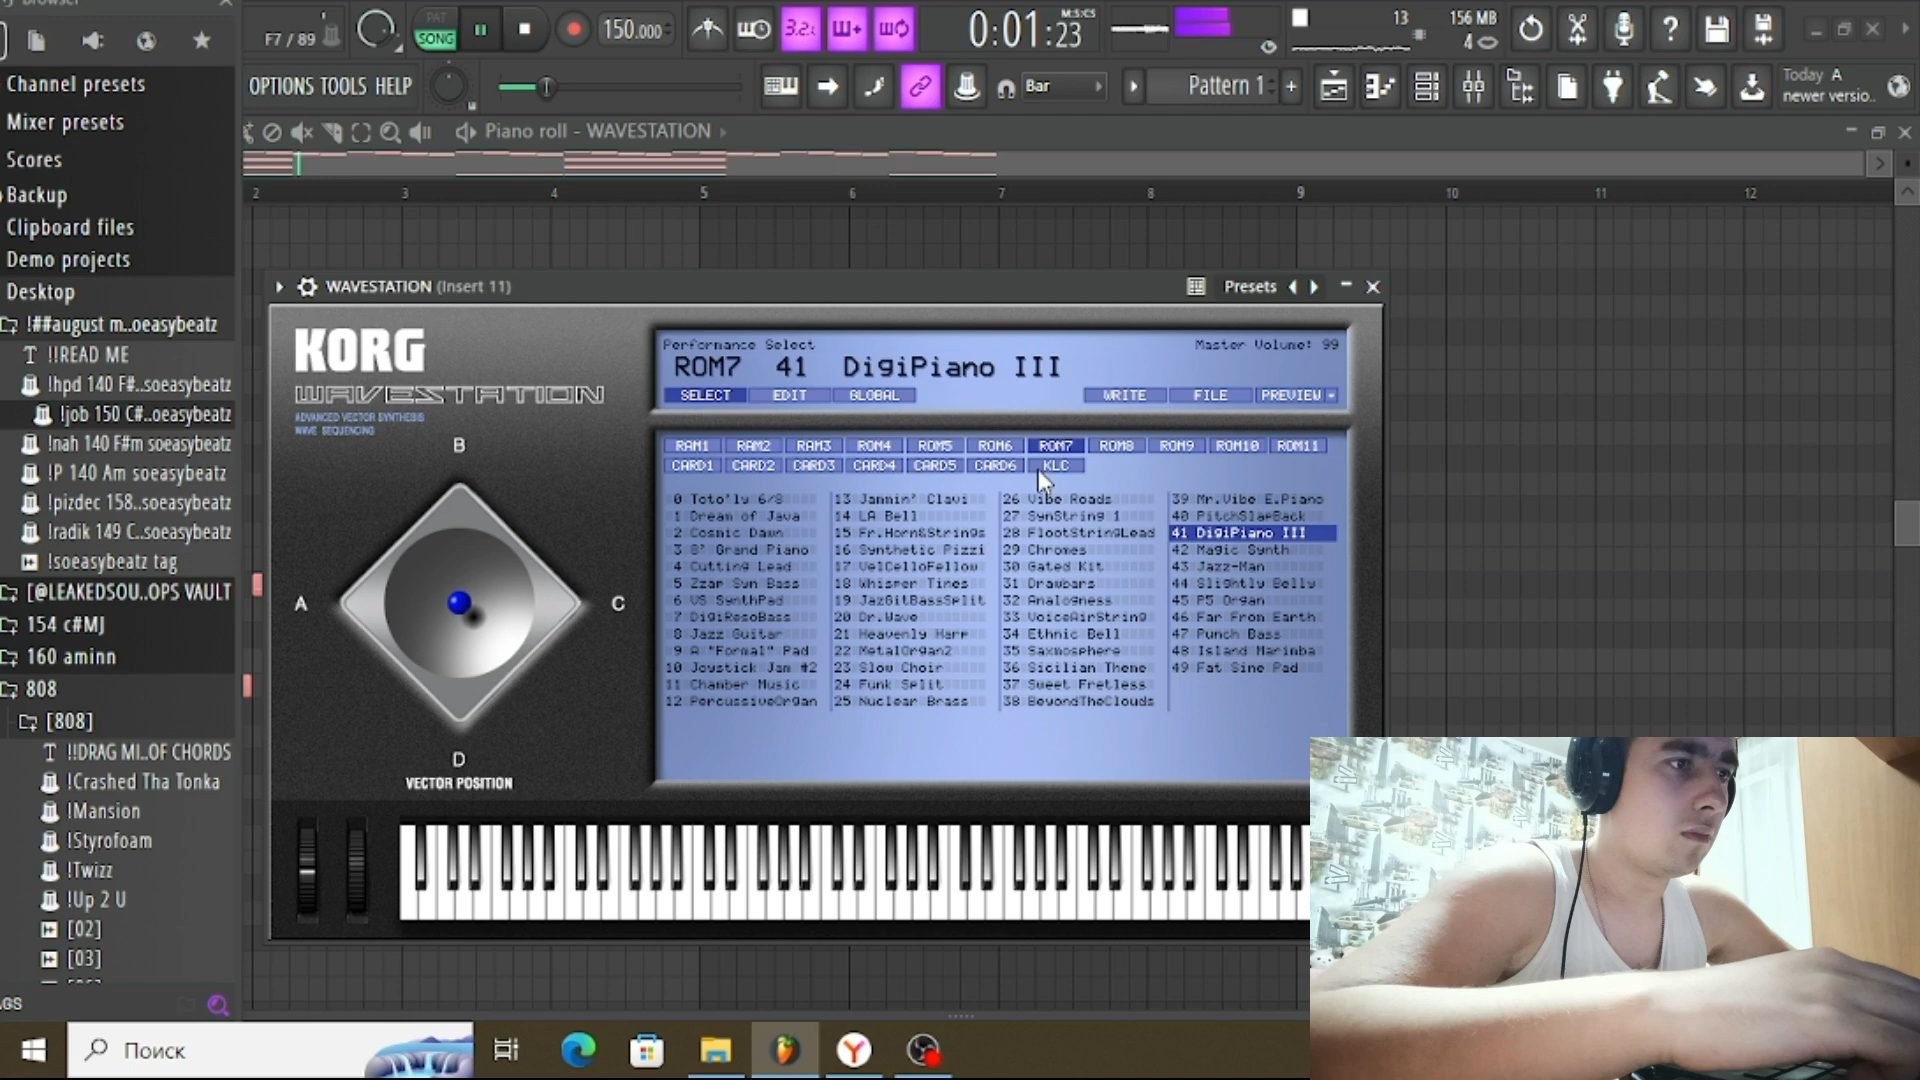 F7 / 89
PAT
SONG
150.000
3.2.1
0:01:23
M:S:CS
13
156 MB
4
OPTIONS TOOLS HELP
Bar
Pattern 1
+
Today A
newer versio..
Piano roll - WAVESTATION
2 3 4 5 6 7 8 9 10 11 12
Channel presets
Mixer presets
Scores
Backup
Clipboard files
Demo projects
Desktop
!##august m..oeasybeatz
!!READ ME
!hpd 140 F#..soeasybeatz
!job 150 C#..oeasybeatz
!nah 140 F#m soeasybeatz
!P 140 Am soeasybeatz
!pizdec 158..soeasybeatz
!radik 149 C..soeasybeatz
!soeasybeatz tag
[@LEAKEDSOU..OPS VAULT
154 c#MJ
160 aminn
808
[808]
!!DRAG MI..OF CHORDS
!Crashed Tha Tonka
!Mansion
!Styrofoam
!Twizz
!Up 2 U
[02]
[03]
WAVESTATION (Insert 11)
Presets
KORG
WAVESTATION
ADVANCED VECTOR SYNTHESIS
WAVE SEQUENCING
B
A
C
D
VECTOR POSITION
Performance Select
Master Volume: 99
ROM7 41 DigiPiano III
SELECT EDIT GLOBAL WRITE FILE PREVIEW
RAM1 RAM2 RAM3 ROM4 ROM5 ROM6 ROM7 ROM8 ROM9 ROM10 ROM11
CARD1 CARD2 CARD3 CARD4 CARD5 CARD6 KLC
0 Toto'ly 6/8
1 Dream of Java
2 Cosmic Dawn
3 8' Grand Piano
4 Cutting Lead
5 Zzap Syn Bass
6 VS SynthPad
7 DigiResoBass
8 Jazz Guitar
9 A "Formal" Pad
10 Joystick Jam #2
11 Chamber Music
12 PercussiveOrgan
13 Jammin' Clavi
14 LA Bell
15 Fr.Horn&Strings
16 Synthetic Pizzi
17 VelCelloFellow
18 Whisper Tines
19 JazGitBassSplit
20 Dr.Wave
21 Heavenly Harp
22 MetalOrgan2
23 Slow Choir
24 Funk Split
25 Nuclear Brass
26 Vibe Roads
27 SynString 1
28 FlootStringLead
29 Chromes
30 Gated Kit
31 Drawbars
32 Analogness
33 VoiceAirString
34 Ethnic Bell
35 Saxmosphere
36 Sicilian Theme
37 Sweet Fretless
38 BeyondTheClouds
39 Mr.Vibe E.Piano
40 PitchSlapBack
41 DigiPiano III
42 Magic Synth
43 Jazz-Man
44 Slightly Belly
45 P5 Organ
46 Far From Earth
47 Punch Bass
48 Island Marimba
49 Fat Sine Pad
Поиск